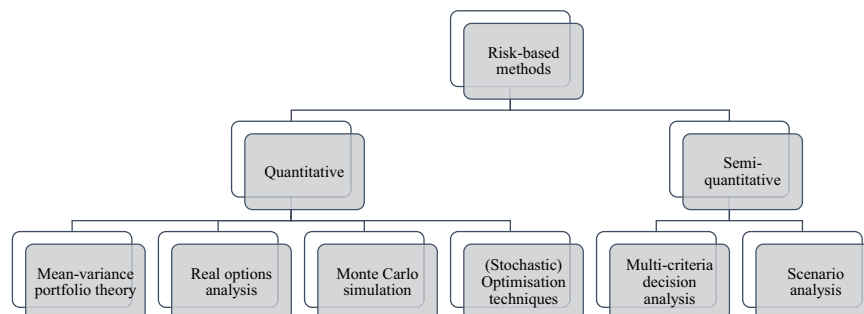 Risk-based
methods
Quantitative
Semi-
quantitative
Mean-variance
portfolio theory
Real options
analysis
Monte Carlo
simulation
(Stochastic)
Optimisation
techniques
Multi-criteria
decision
analysis
Scenario
analysis